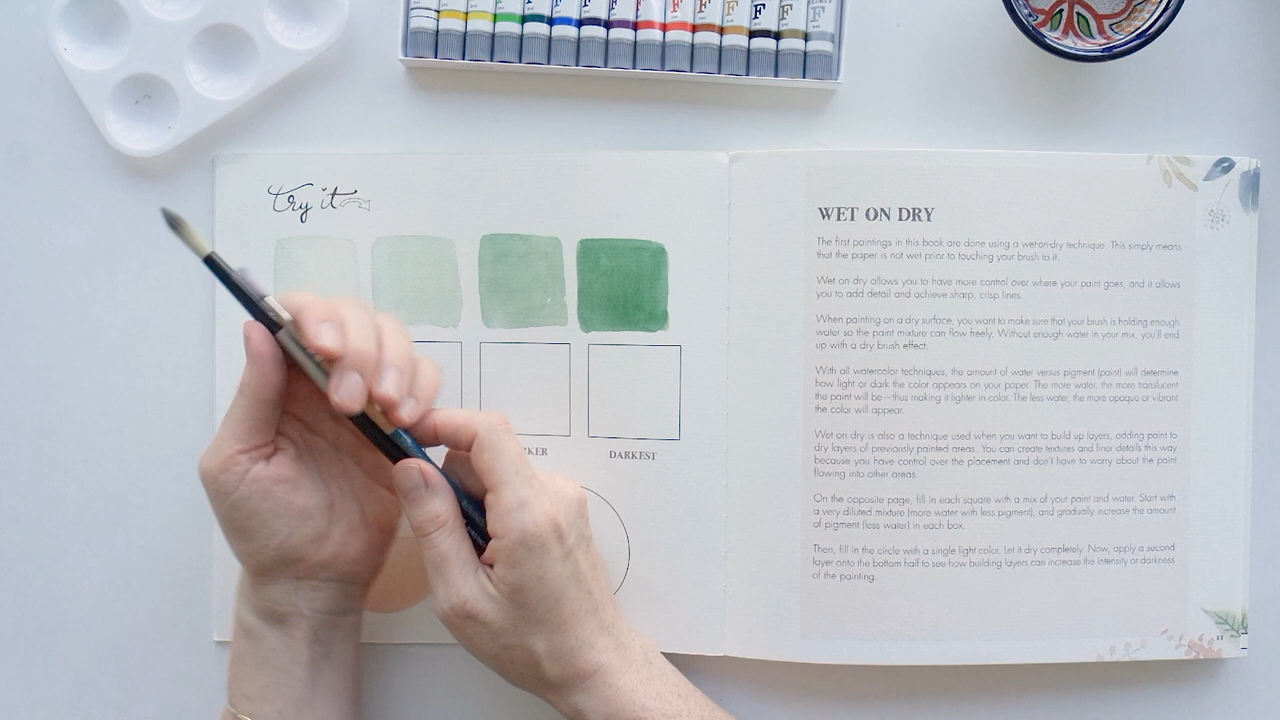 F F F F F F F F F
try it
KER
DARKEST
WET ON DRY
The first paintings in this book are done using a wet-on-dry technique. This simply means
that the paper is not wet prior to touching your brush to it.
Wet on dry allows you to have more control over where your paint goes, and it allows
you to add detail and achieve sharp, crisp lines.
When painting on a dry surface, you want to make sure that your brush is holding enough
water so the paint mixture can flow freely. Without enough water in your mix, you'll end
up with a dry brush effect.
With all watercolor techniques, the amount of water versus pigment (paint) will determine
how light or dark the color appears on your paper. The more water, the more translucent
the paint will be—thus making it lighter in color. The less water, the more opaque or vibrant
the color will appear.
Wet on dry is also a technique used when you want to build up layers, adding paint to
dry layers of previously painted areas. You can create textures and finer details this way
because you have control over the placement and don't have to worry about the paint
flowing into other areas.
On the opposite page, fill in each square with a mix of your paint and water. Start with
a very diluted mixture (more water with less pigment), and gradually increase the amount
of pigment (less water) in each box.
Then, fill in the circle with a single light color. Let it dry completely. Now, apply a second
layer onto the bottom half to see how building layers can increase the intensity or darkness
of the painting.
11